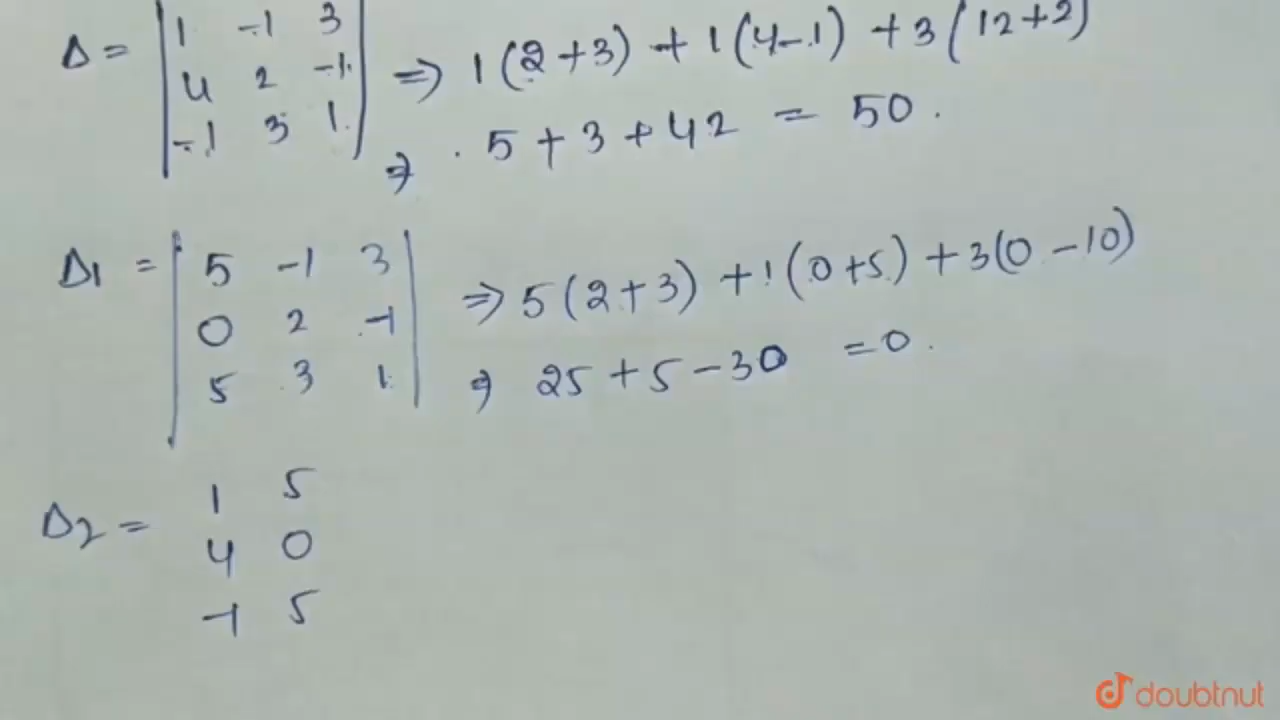 Δ = | 1 -1 3 | ⇒ 1(2+3) + 1(4-1) + 3(12+2)
| 4 2 -1 |
| -1 3 1 |
⇒ 5 + 3 + 42 = 50.
Δ1 = | 5 -1 3 | ⇒ 5(2+3) + 1(0+5) + 3(0-10)
| 0 2 -1 |
| 5 3 1 | ⇒ 25 + 5 - 30 = 0.
Δ2 = 1 5
4 0
-1 5
doubtnut